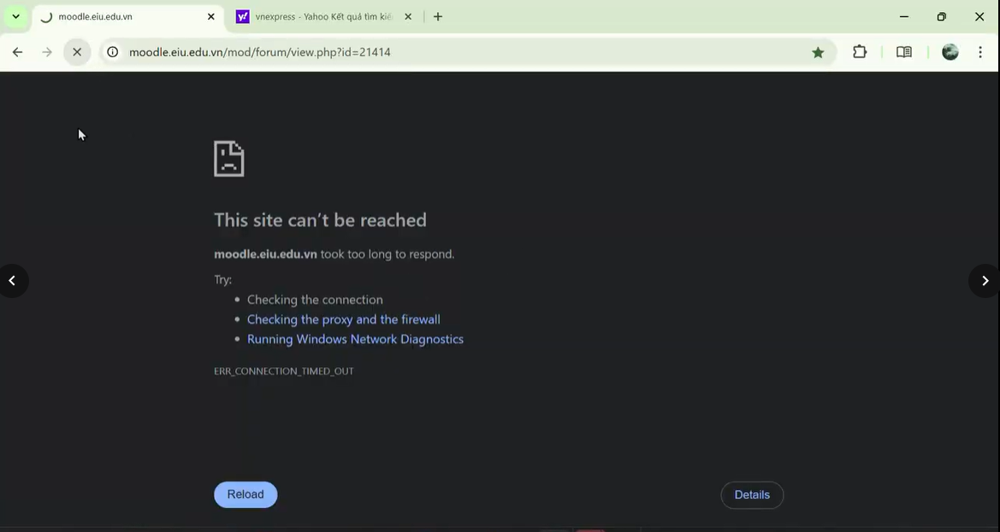 moodle.eiu.edu.vn
vnexpress - Yahoo Kết quả tìm kiế
moodle.eiu.edu.vn/mod/forum/view.php?id=21414
This site can't be reached
moodle.eiu.edu.vn took too long to respond.
Try:
Checking the connection
Checking the proxy and the firewall
Running Windows Network Diagnostics
ERR_CONNECTION_TIMED_OUT
Reload
Details